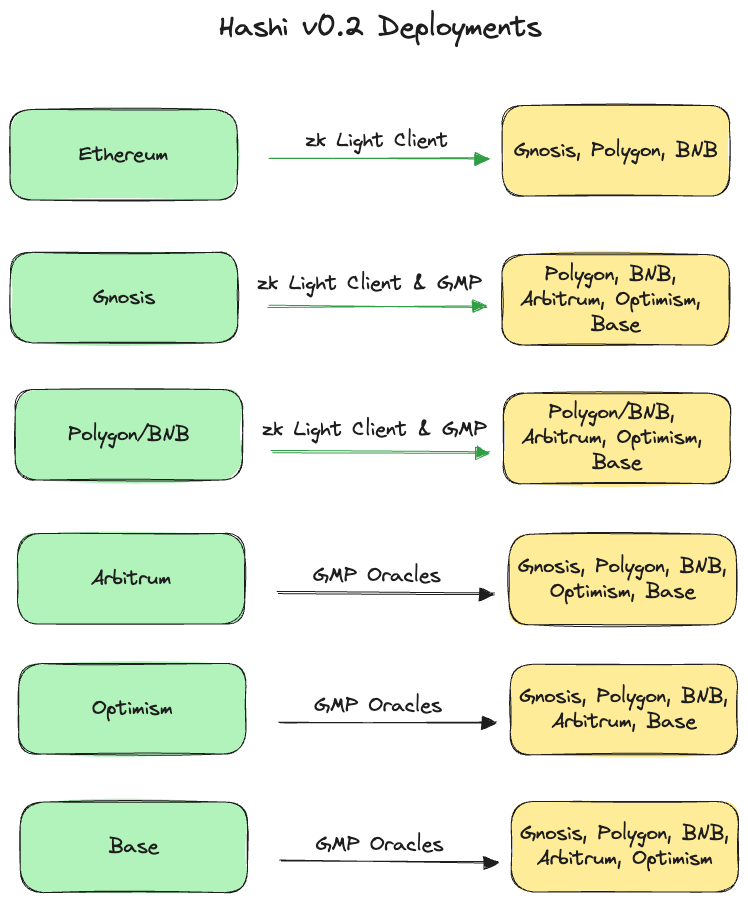 Hashi v0.2 Deployments
Ethereum
zk Light Client
Gnosis, Polygon, BNB
Gnosis
zk Light Client & GMP
Polygon, BNB,
Arbitrum, Optimism,
Base
Polygon/BNB
zk Light Client & GMP
Polygon/BNB,
Arbitrum, Optimism,
Base
Arbitrum
GMP Oracles
Gnosis, Polygon, BNB,
Optimism, Base
Optimism
GMP Oracles
Gnosis, Polygon, BNB,
Arbitrum, Base
Base
GMP Oracles
Gnosis, Polygon, BNB,
Arbitrum, Optimism